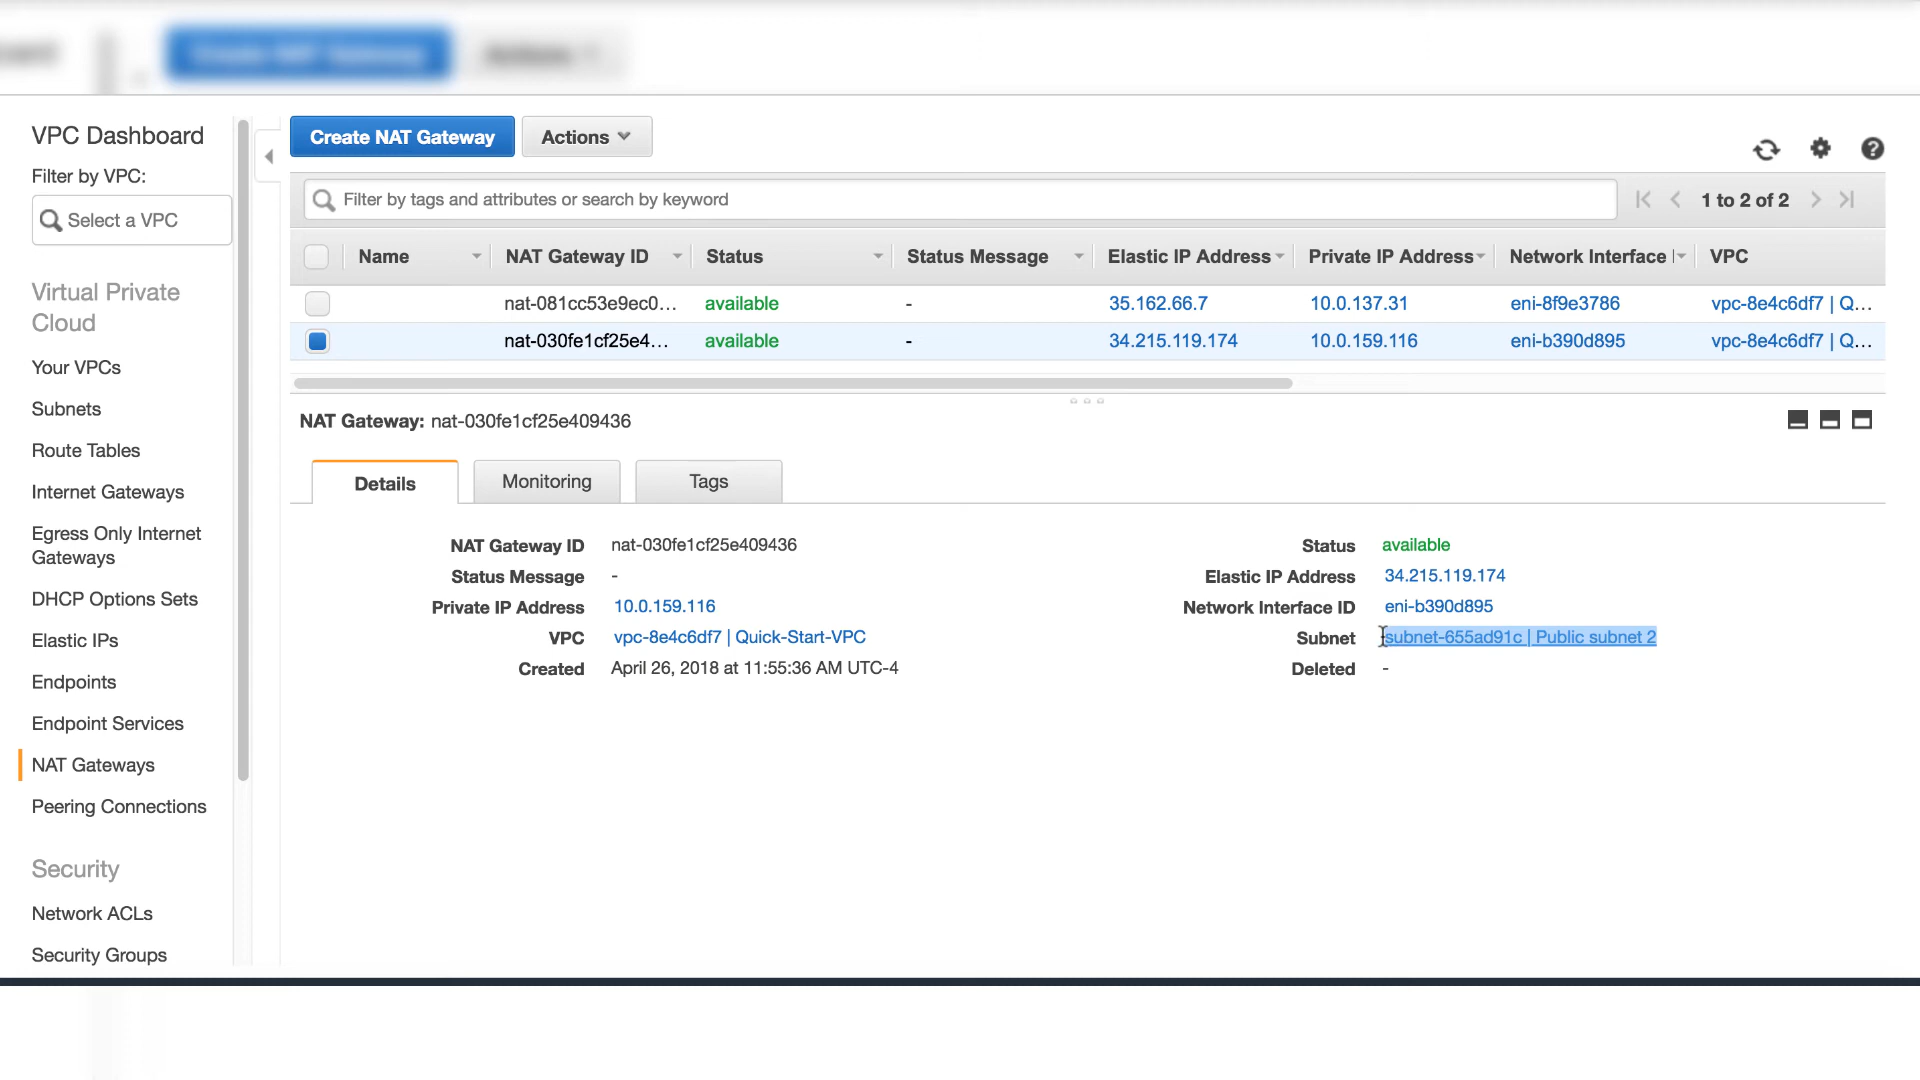 VPC Dashboard
Filter by VPC:
Select a VPC
Virtual Private
Cloud
Your VPCs
Subnets
Route Tables
Internet Gateways
Egress Only Internet
Gateways
DHCP Options Sets
Elastic IPs
Endpoints
Endpoint Services
NAT Gateways
Peering Connections
Security
Network ACLs
Security Groups
Create NAT Gateway Actions
Filter by tags and attributes or search by keyword 1 to 2 of 2
Name NAT Gateway ID Status Status Message Elastic IP Address Private IP Address Network Interface VPC
nat-081cc53e9ec0... available - 35.162.66.7 10.0.137.31 eni-8f9e3786 vpc-8e4c6df7 | Q...
nat-030fe1cf25e4... available - 34.215.119.174 10.0.159.116 eni-b390d895 vpc-8e4c6df7 | Q...
NAT Gateway: nat-030fe1cf25e409436
Details Monitoring Tags
NAT Gateway ID nat-030fe1cf25e409436 Status available
Status Message - Elastic IP Address 34.215.119.174
Private IP Address 10.0.159.116 Network Interface ID eni-b390d895
VPC vpc-8e4c6df7 | Quick-Start-VPC Subnet subnet-655ad91c | Public subnet 2
Created April 26, 2018 at 11:55:36 AM UTC-4 Deleted -